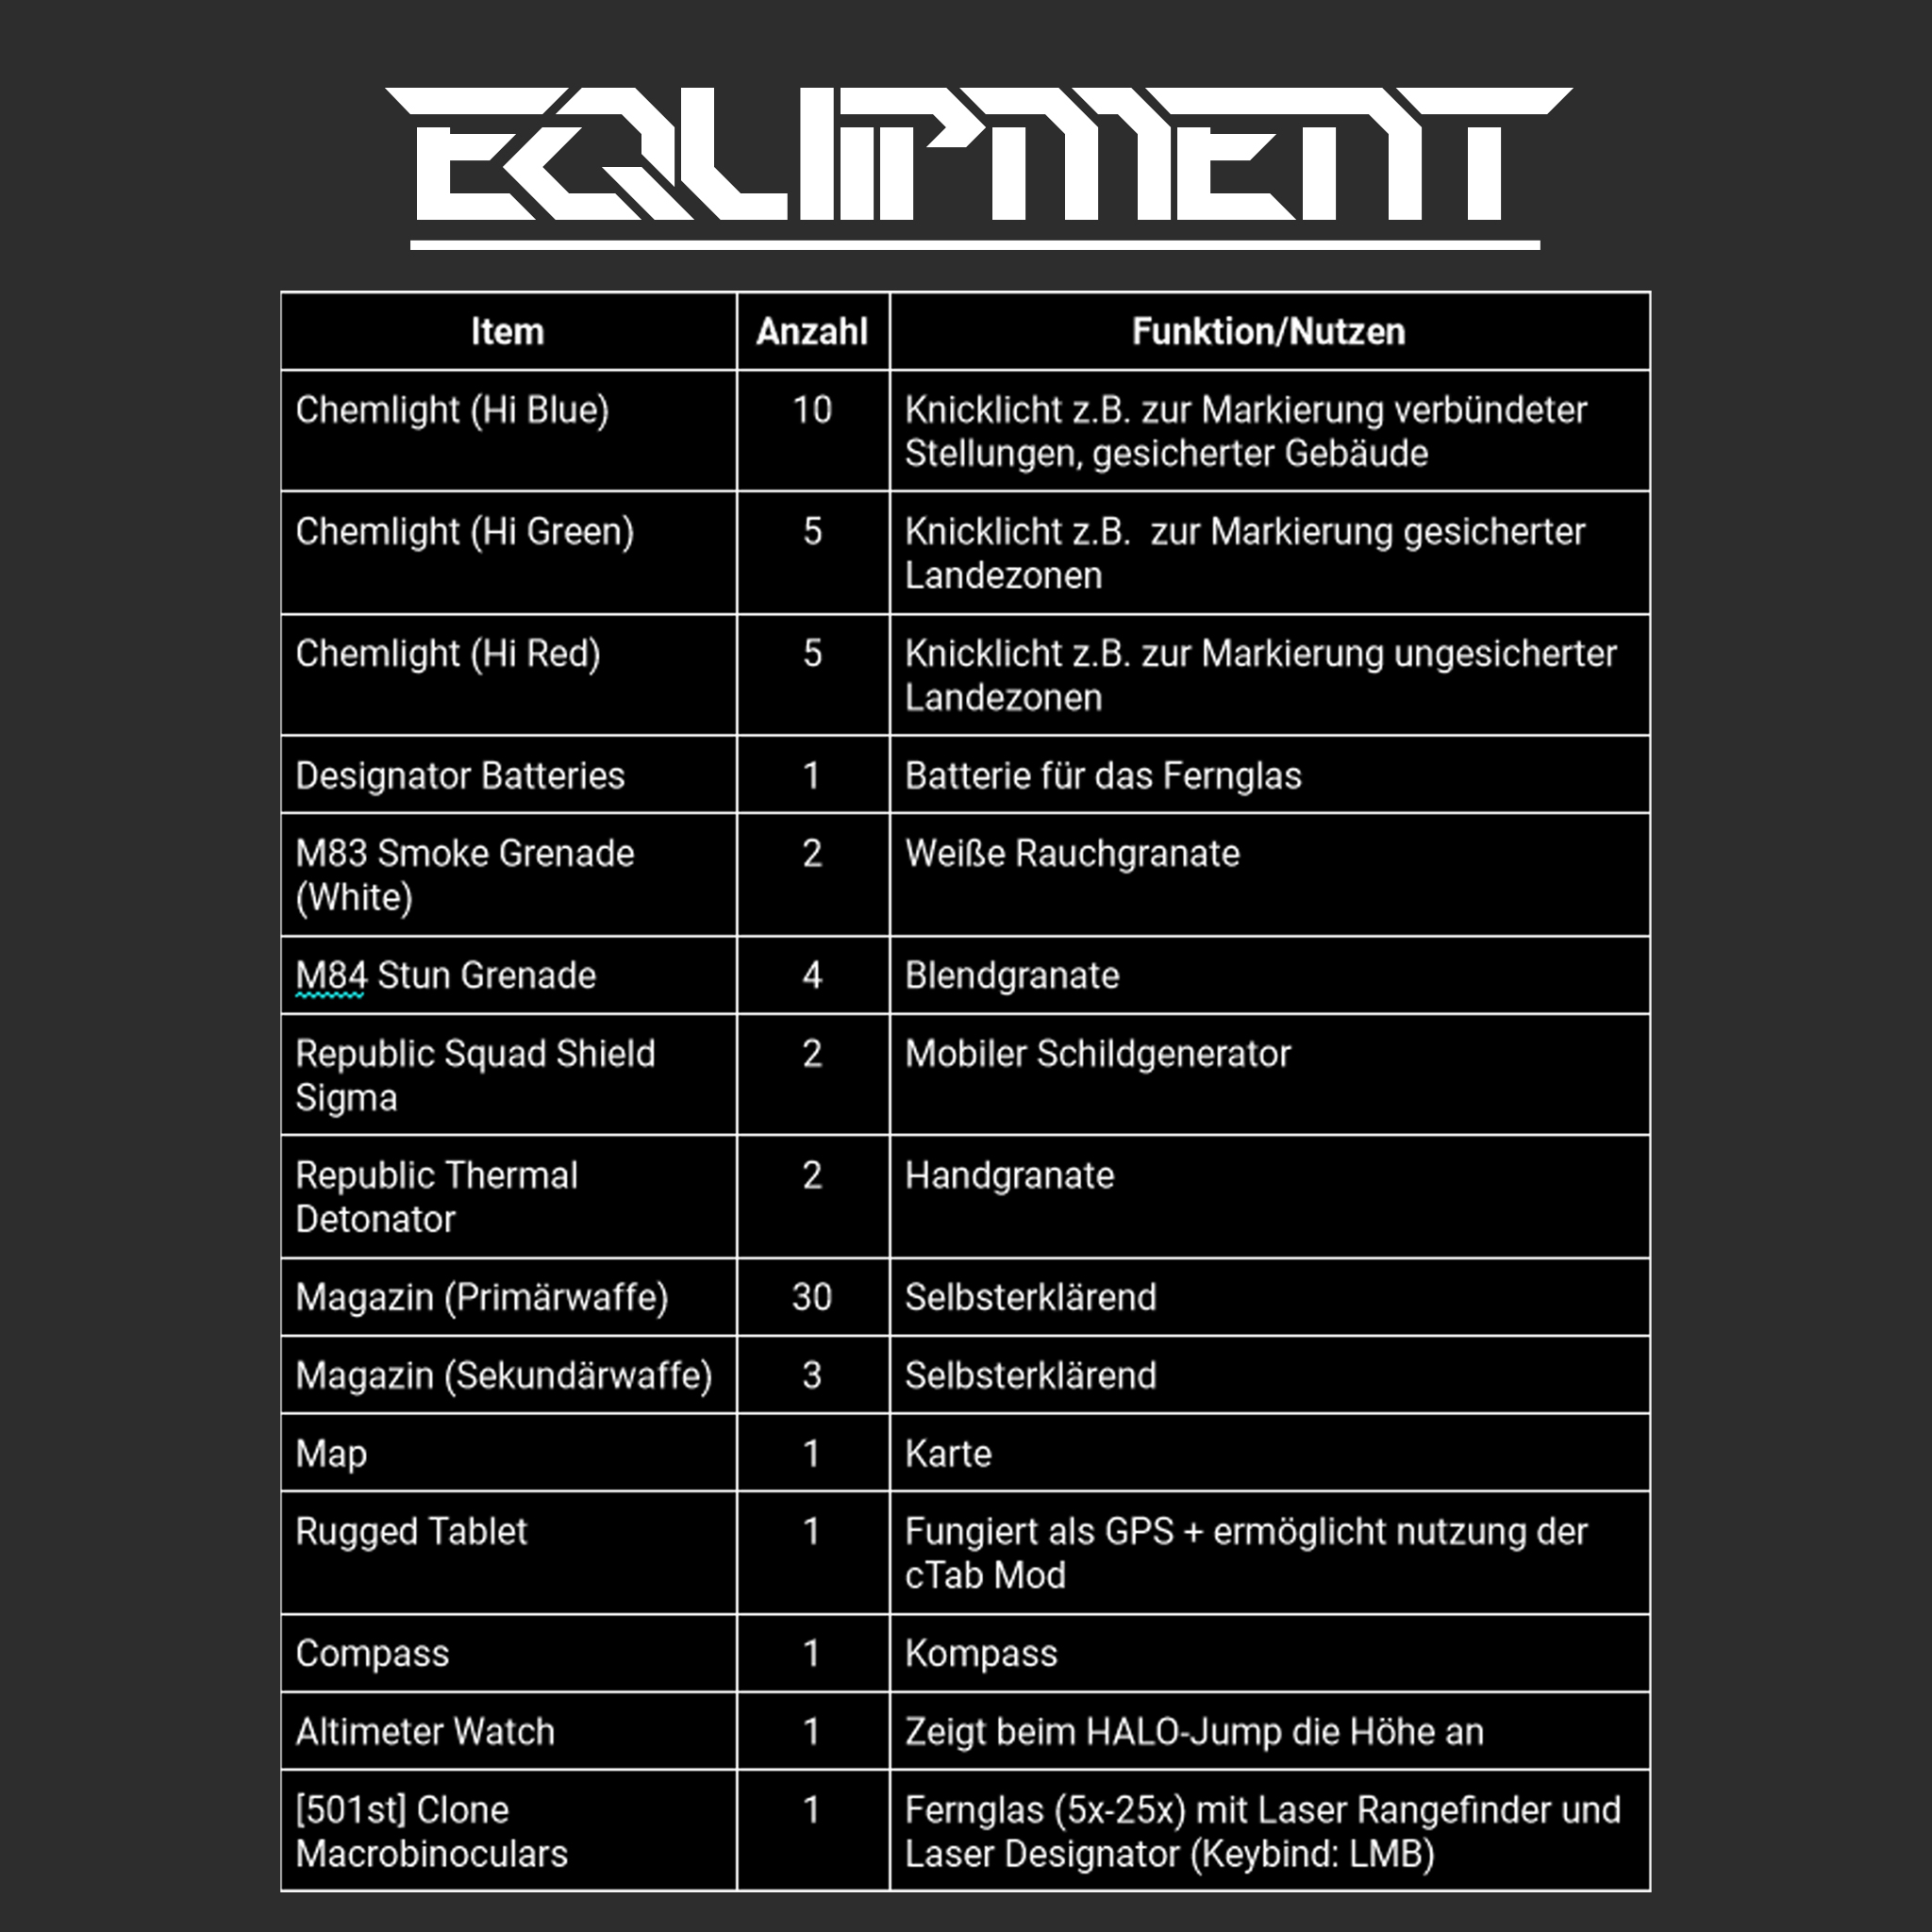 EQUIPMENT
Item Anzahl Funktion/Nutzen
Chemlight (Hi Blue) 10 Knicklicht z.B. zur Markierung verbündeter
Stellungen, gesicherter Gebäude
Chemlight (Hi Green) 5 Knicklicht z.B.  zur Markierung gesicherter
Landezonen
Chemlight (Hi Red) 5 Knicklicht z.B. zur Markierung ungesicherter
Landezonen
Designator Batteries 1 Batterie für das Fernglas
M83 Smoke Grenade 2 Weiße Rauchgranate
(White)
M84 Stun Grenade 4 Blendgranate
Republic Squad Shield 2 Mobiler Schildgenerator
Sigma
Republic Thermal 2 Handgranate
Detonator
Magazin (Primärwaffe) 30 Selbsterklärend
Magazin (Sekundärwaffe) 3 Selbsterklärend
Map 1 Karte
Rugged Tablet 1 Fungiert als GPS + ermöglicht nutzung der
cTab Mod
Compass 1 Kompass
Altimeter Watch 1 Zeigt beim HALO-Jump die Höhe an
[501st] Clone 1 Fernglas (5x-25x) mit Laser Rangefinder und
Macrobinoculars Laser Designator (Keybind: LMB)